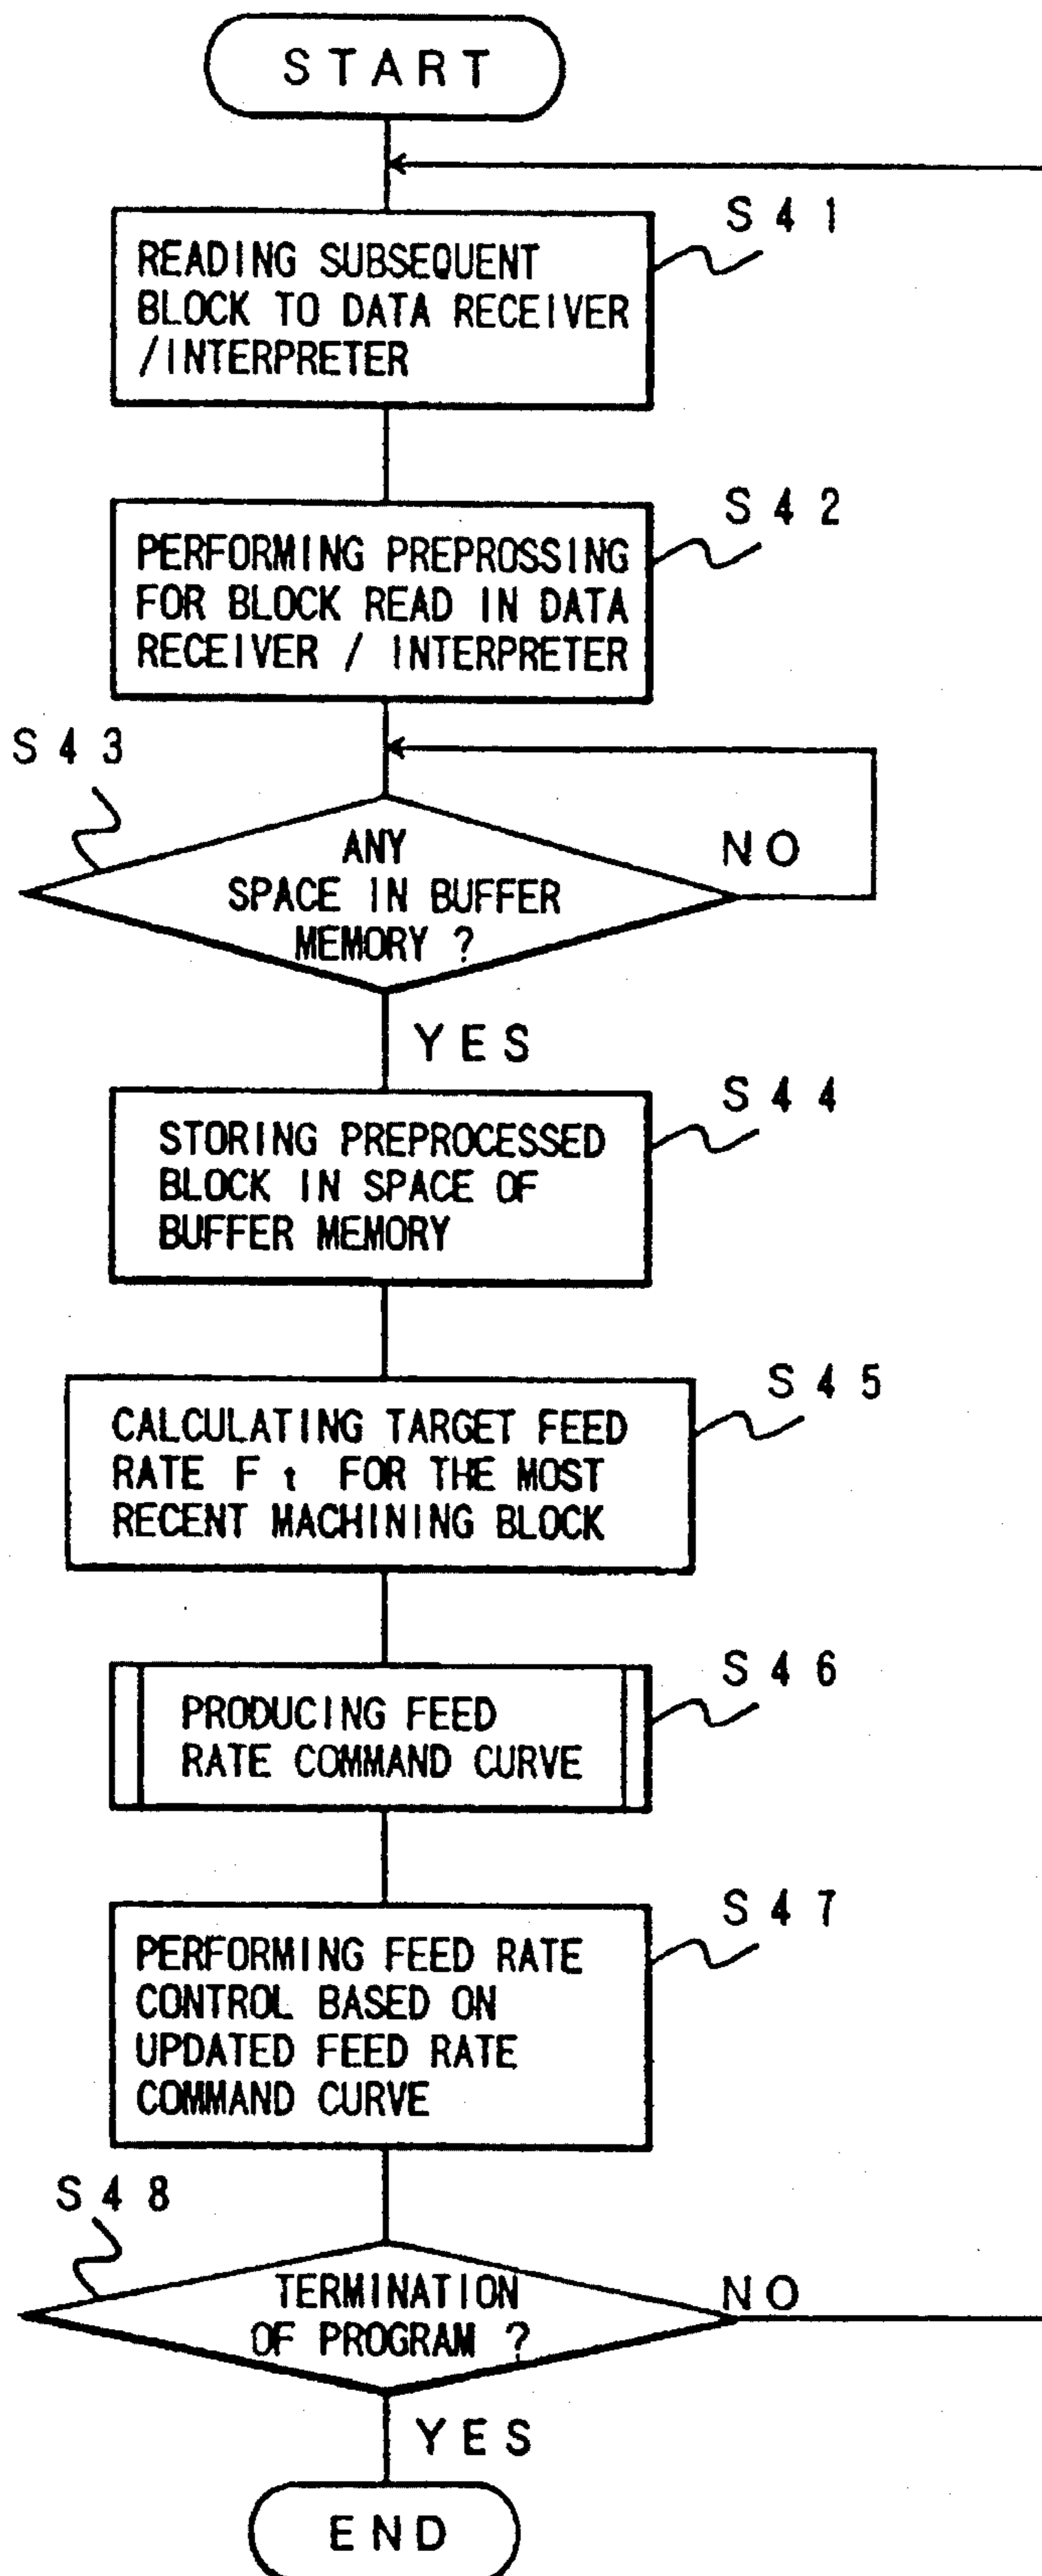 START
S41
READING SUBSEQUENT
BLOCK TO DATA RECEIVER
/INTERPRETER
S42
PERFORMING PREPROSSING
FOR BLOCK READ IN DATA
RECEIVER / INTERPRETER
S43
ANY
SPACE IN BUFFER
MEMORY ?
NO
YES
S44
STORING PREPROCESSED
BLOCK IN SPACE OF
BUFFER MEMORY
S45
CALCULATING TARGET FEED
RATE Ft FOR THE MOST
RECENT MACHINING BLOCK
S46
PRODUCING FEED
RATE COMMAND CURVE
S47
PERFORMING FEED RATE
CONTROL BASED ON
UPDATED FEED RATE
COMMAND CURVE
S48
TERMINATION
OF PROGRAM ?
NO
YES
END